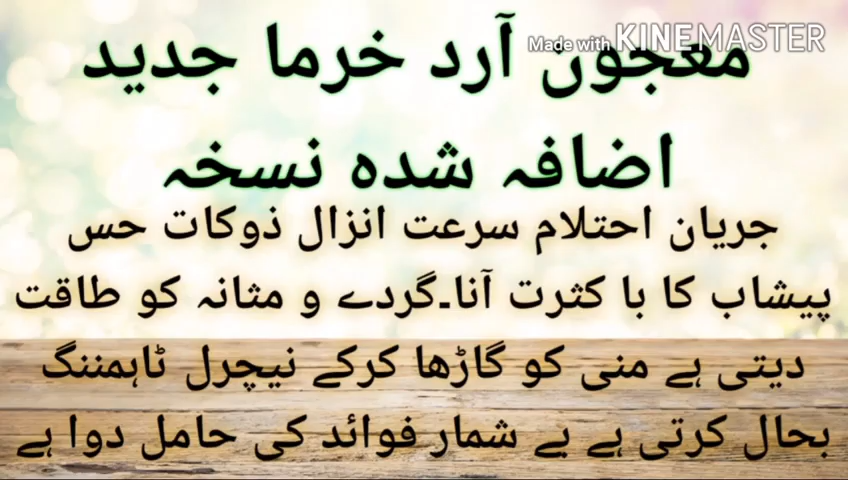 Made with KINEMASTER
معجون آرد خرما جدید
اضافہ شدہ نسخہ
جریان احتلام سرعت انزال ذوکات حس
پیشاب کا با کثرت آنا۔گردے و مثانہ کو طاقت
دیتی ہے منی کو گاڑھا کرکے نیچرل ٹاہمننگ
بحال کرتی ہے بے شمار فوائد کی حامل دوا ہے